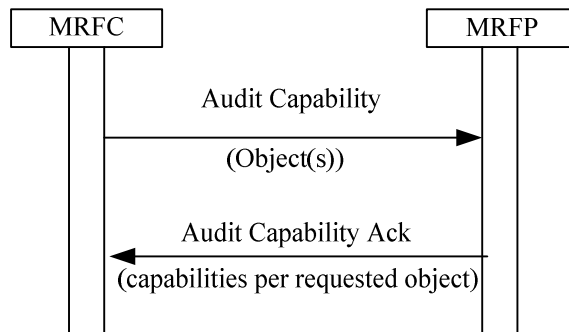 MRFC
MRFP
Audit Capability
(Object(s))
Audit Capability Ack
(capabilities per requested object)